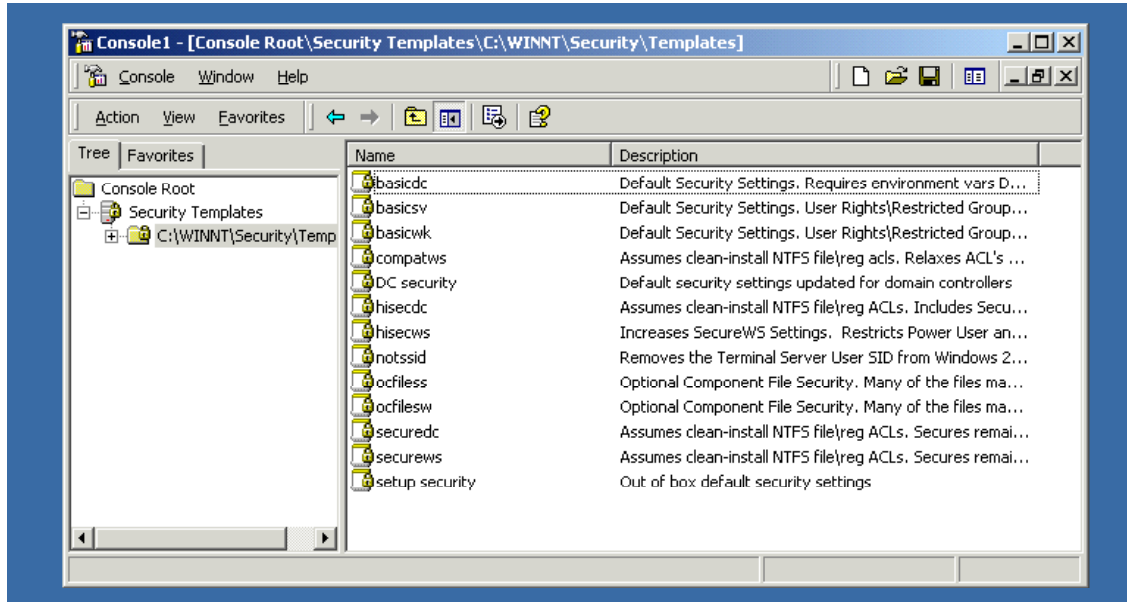 Console1 - [Console Root\Security Templates\C:\WINNT\Security\Templates]
Console Window Help
Action View Favorites
Tree Favorites
Console Root
Security Templates
C:\WINNT\Security\Temp
Name Description
basicdc Default Security Settings. Requires environment vars D...
basicsv Default Security Settings. User Rights\Restricted Group...
basicwk Default Security Settings. User Rights\Restricted Group...
compatws Assumes clean-install NTFS file\reg acls. Relaxes ACL's ...
DC security Default security settings updated for domain controllers
hisecdc Assumes clean-install NTFS file\reg ACLs. Includes Secu...
hisecws Increases SecureWS Settings. Restricts Power User an...
notssid Removes the Terminal Server User SID from Windows 2...
ocfiless Optional Component File Security. Many of the files ma...
ocfilesw Optional Component File Security. Many of the files ma...
securedc Assumes clean-install NTFS file\reg ACLs. Secures remai...
securews Assumes clean-install NTFS file\reg ACLs. Secures remai...
setup security Out of box default security settings